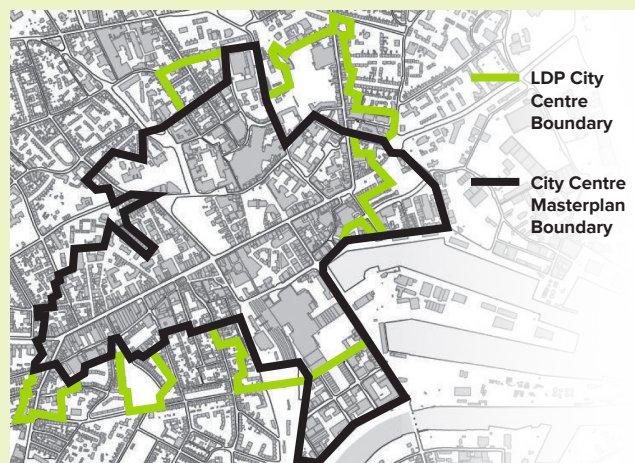 LDP City
Centre
Boundary
City Centre
Masterplan
Boundary